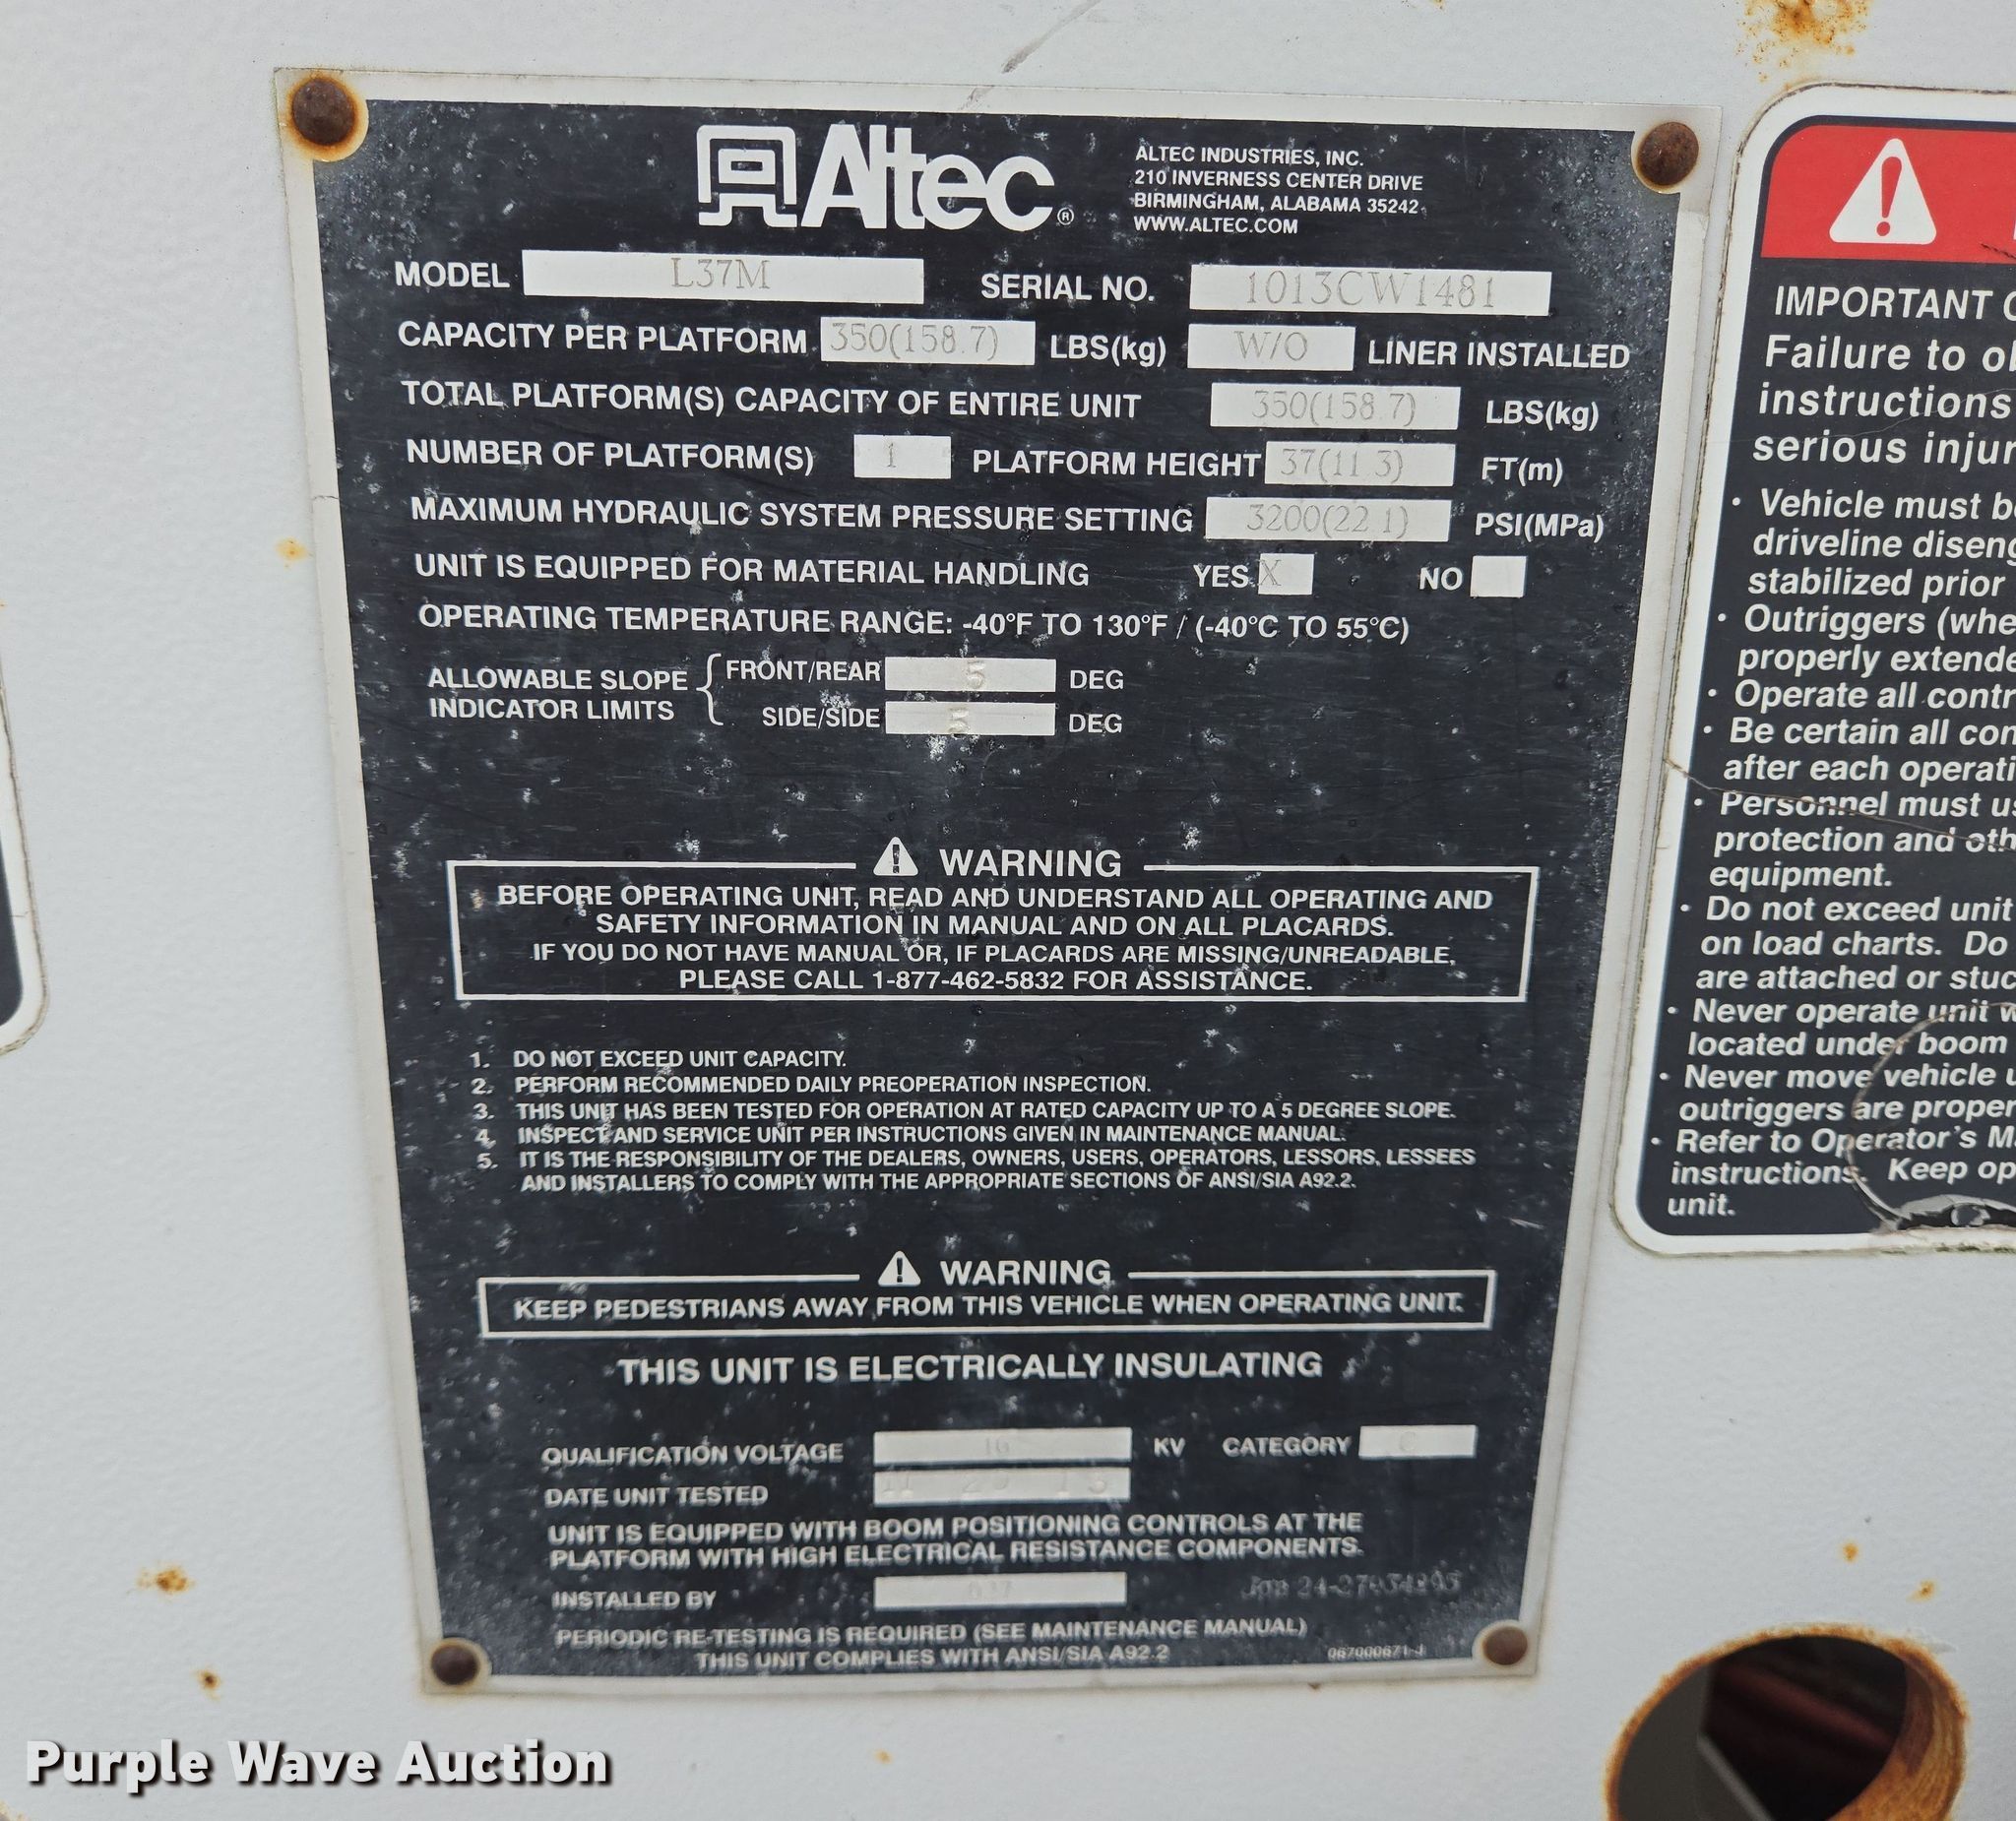 Altec®
ALTEC INDUSTRIES, INC.
210 INVERNESS CENTER DRIVE
BIRMINGHAM, ALABAMA 35242
WWW.ALTEC.COM
MODEL L37M SERIAL NO. 1013CW1481
CAPACITY PER PLATFORM 350(158.7) LBS(kg) W/O LINER INSTALLED
TOTAL PLATFORM(S) CAPACITY OF ENTIRE UNIT 350(158.7) LBS(kg)
NUMBER OF PLATFORM(S) 1 PLATFORM HEIGHT 37(11.3) FT(m)
MAXIMUM HYDRAULIC SYSTEM PRESSURE SETTING 3200(22.1) PSI(MPa)
UNIT IS EQUIPPED FOR MATERIAL HANDLING YES X NO
OPERATING TEMPERATURE RANGE: -40°F TO 130°F / (-40°C TO 55°C)
ALLOWABLE SLOPE INDICATOR LIMITS
FRONT/REAR 5 DEG
SIDE/SIDE 5 DEG
WARNING
BEFORE OPERATING UNIT, READ AND UNDERSTAND ALL OPERATING AND
SAFETY INFORMATION IN MANUAL AND ON ALL PLACARDS.
IF YOU DO NOT HAVE MANUAL OR, IF PLACARDS ARE MISSING/UNREADABLE,
PLEASE CALL 1-877-462-5832 FOR ASSISTANCE.
1. DO NOT EXCEED UNIT CAPACITY.
2. PERFORM RECOMMENDED DAILY PREOPERATION INSPECTION.
3. THIS UNIT HAS BEEN TESTED FOR OPERATION AT RATED CAPACITY UP TO A 5 DEGREE SLOPE.
4. INSPECT AND SERVICE UNIT PER INSTRUCTIONS GIVEN IN MAINTENANCE MANUAL.
5. IT IS THE RESPONSIBILITY OF THE DEALERS, OWNERS, USERS, OPERATORS, LESSORS, LESSEES
AND INSTALLERS TO COMPLY WITH THE APPROPRIATE SECTIONS OF ANSI/SIA A92.2.
WARNING
KEEP PEDESTRIANS AWAY FROM THIS VEHICLE WHEN OPERATING UNIT.
THIS UNIT IS ELECTRICALLY INSULATING
QUALIFICATION VOLTAGE KV CATEGORY C
DATE UNIT TESTED
UNIT IS EQUIPPED WITH BOOM POSITIONING CONTROLS AT THE
PLATFORM WITH HIGH ELECTRICAL RESISTANCE COMPONENTS.
INSTALLED BY
PERIODIC RE-TESTING IS REQUIRED (SEE MAINTENANCE MANUAL)
THIS UNIT COMPLIES WITH ANSI/SIA A92.2
IMPORTANT
Failure to
instructions
serious
• Vehicle must
driveline
stabilized prior
• Outriggers
properly
• Operate all
• Be certain all
after each
• Personnel must
protection and
equipment.
• Do not exceed unit
on load charts. Do
are attached or
• Never operate unit
located under boom
• Never move vehicle
outriggers are
• Refer to Operator's
instructions. Keep
unit.
Purple Wave Auction